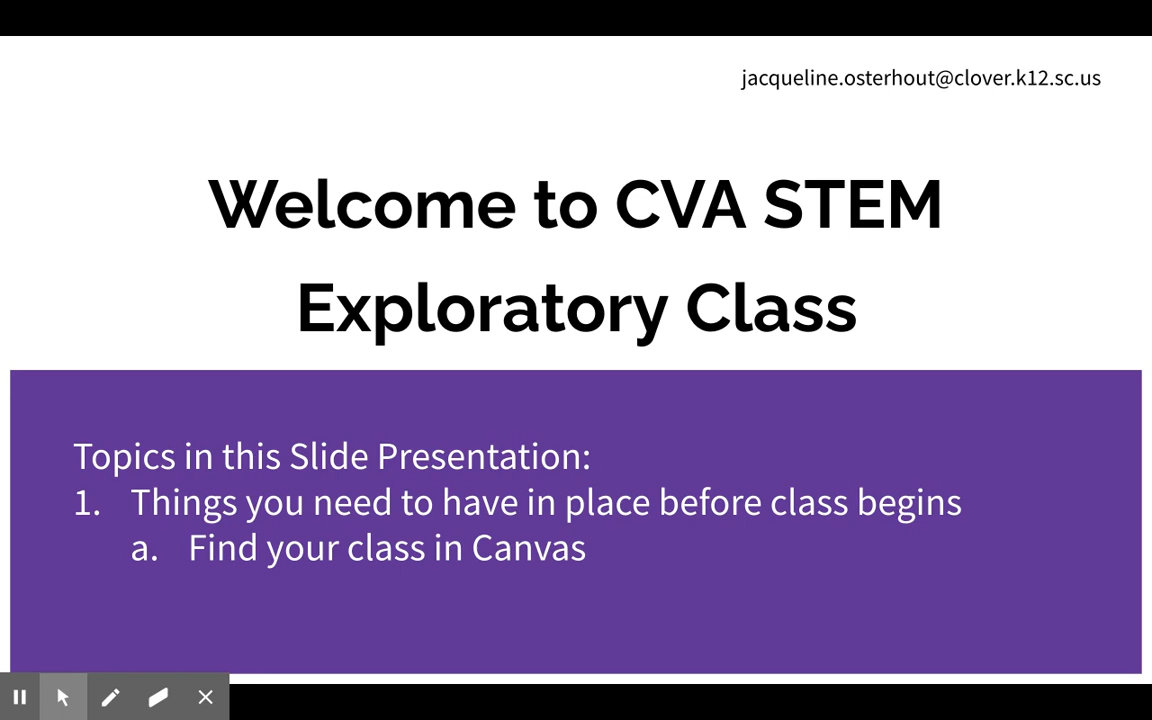 jacqueline.osterhout@clover.k12.sc.us
Welcome to CVA STEM
Exploratory Class
Topics in this Slide Presentation:
1. Things you need to have in place before class begins
a. Find your class in Canvas